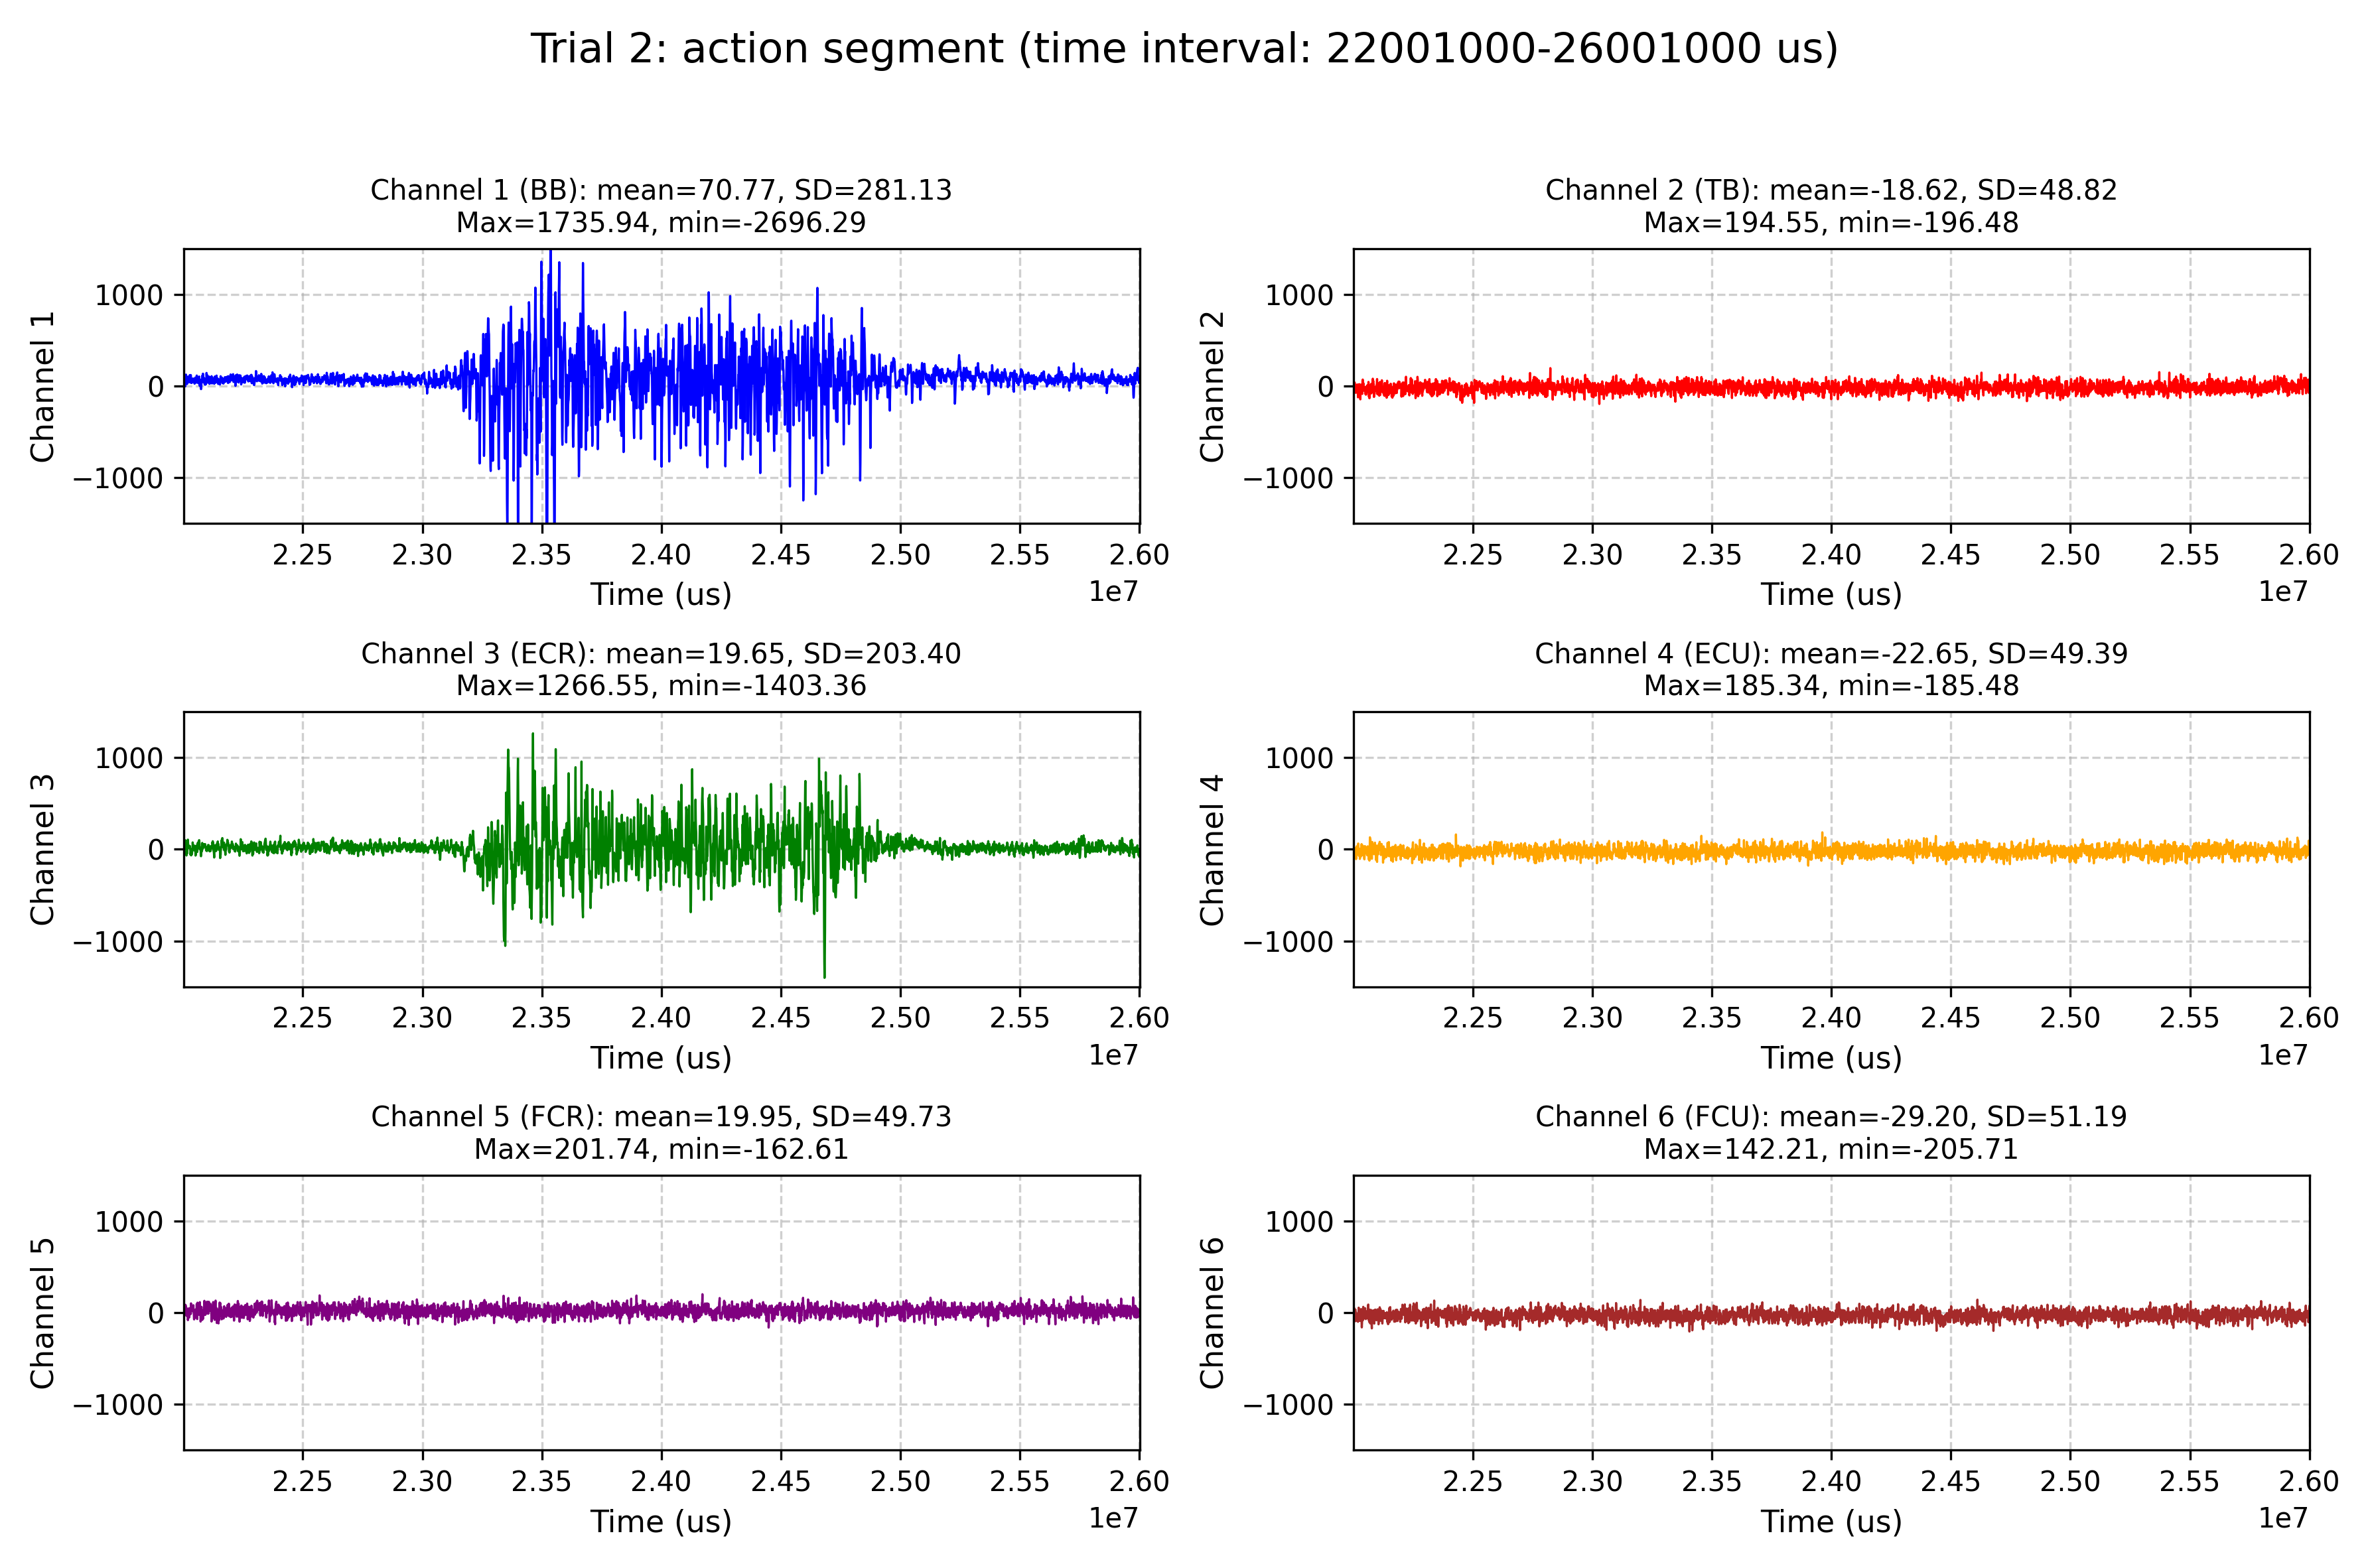 Trial 2: action segment (time interval: 22001000-26001000 us)
Channel 1 (BB): mean=70.77, SD=281.13
Max=1735.94, min=-2696.29
Channel 1
1000
0
−1000
2.25 2.30 2.35 2.40 2.45 2.50 2.55 2.60
Time (us)
1e7
Channel 2 (TB): mean=-18.62, SD=48.82
Max=194.55, min=-196.48
Channel 2
1000
0
−1000
2.25 2.30 2.35 2.40 2.45 2.50 2.55 2.60
Time (us)
1e7
Channel 3 (ECR): mean=19.65, SD=203.40
Max=1266.55, min=-1403.36
Channel 3
1000
0
−1000
2.25 2.30 2.35 2.40 2.45 2.50 2.55 2.60
Time (us)
1e7
Channel 4 (ECU): mean=-22.65, SD=49.39
Max=185.34, min=-185.48
Channel 4
1000
0
−1000
2.25 2.30 2.35 2.40 2.45 2.50 2.55 2.60
Time (us)
1e7
Channel 5 (FCR): mean=19.95, SD=49.73
Max=201.74, min=-162.61
Channel 5
1000
0
−1000
2.25 2.30 2.35 2.40 2.45 2.50 2.55 2.60
Time (us)
1e7
Channel 6 (FCU): mean=-29.20, SD=51.19
Max=142.21, min=-205.71
Channel 6
1000
0
−1000
2.25 2.30 2.35 2.40 2.45 2.50 2.55 2.60
Time (us)
1e7